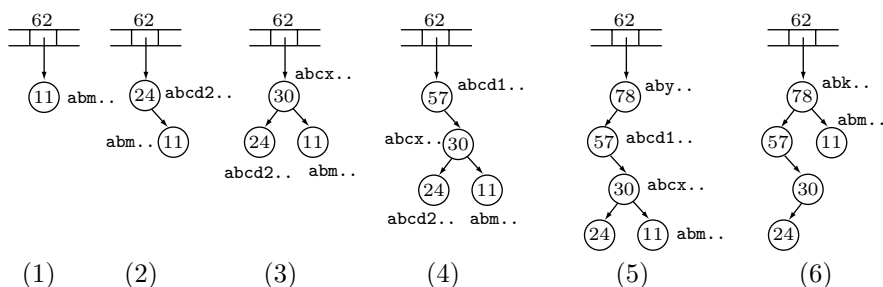 62 62 62 62 62 62
11 abm..
24 abcd2..
abm.. 11
30 abcx..
24 11
abcd2.. abm..
57 abcd1..
abcx.. 30
24 11
abcd2.. abm..
78 aby..
57 abcd1..
30 abcx..
24 11 abm..
78 abk..
57 11 abm..
30
24
(1) (2) (3) (4) (5) (6)